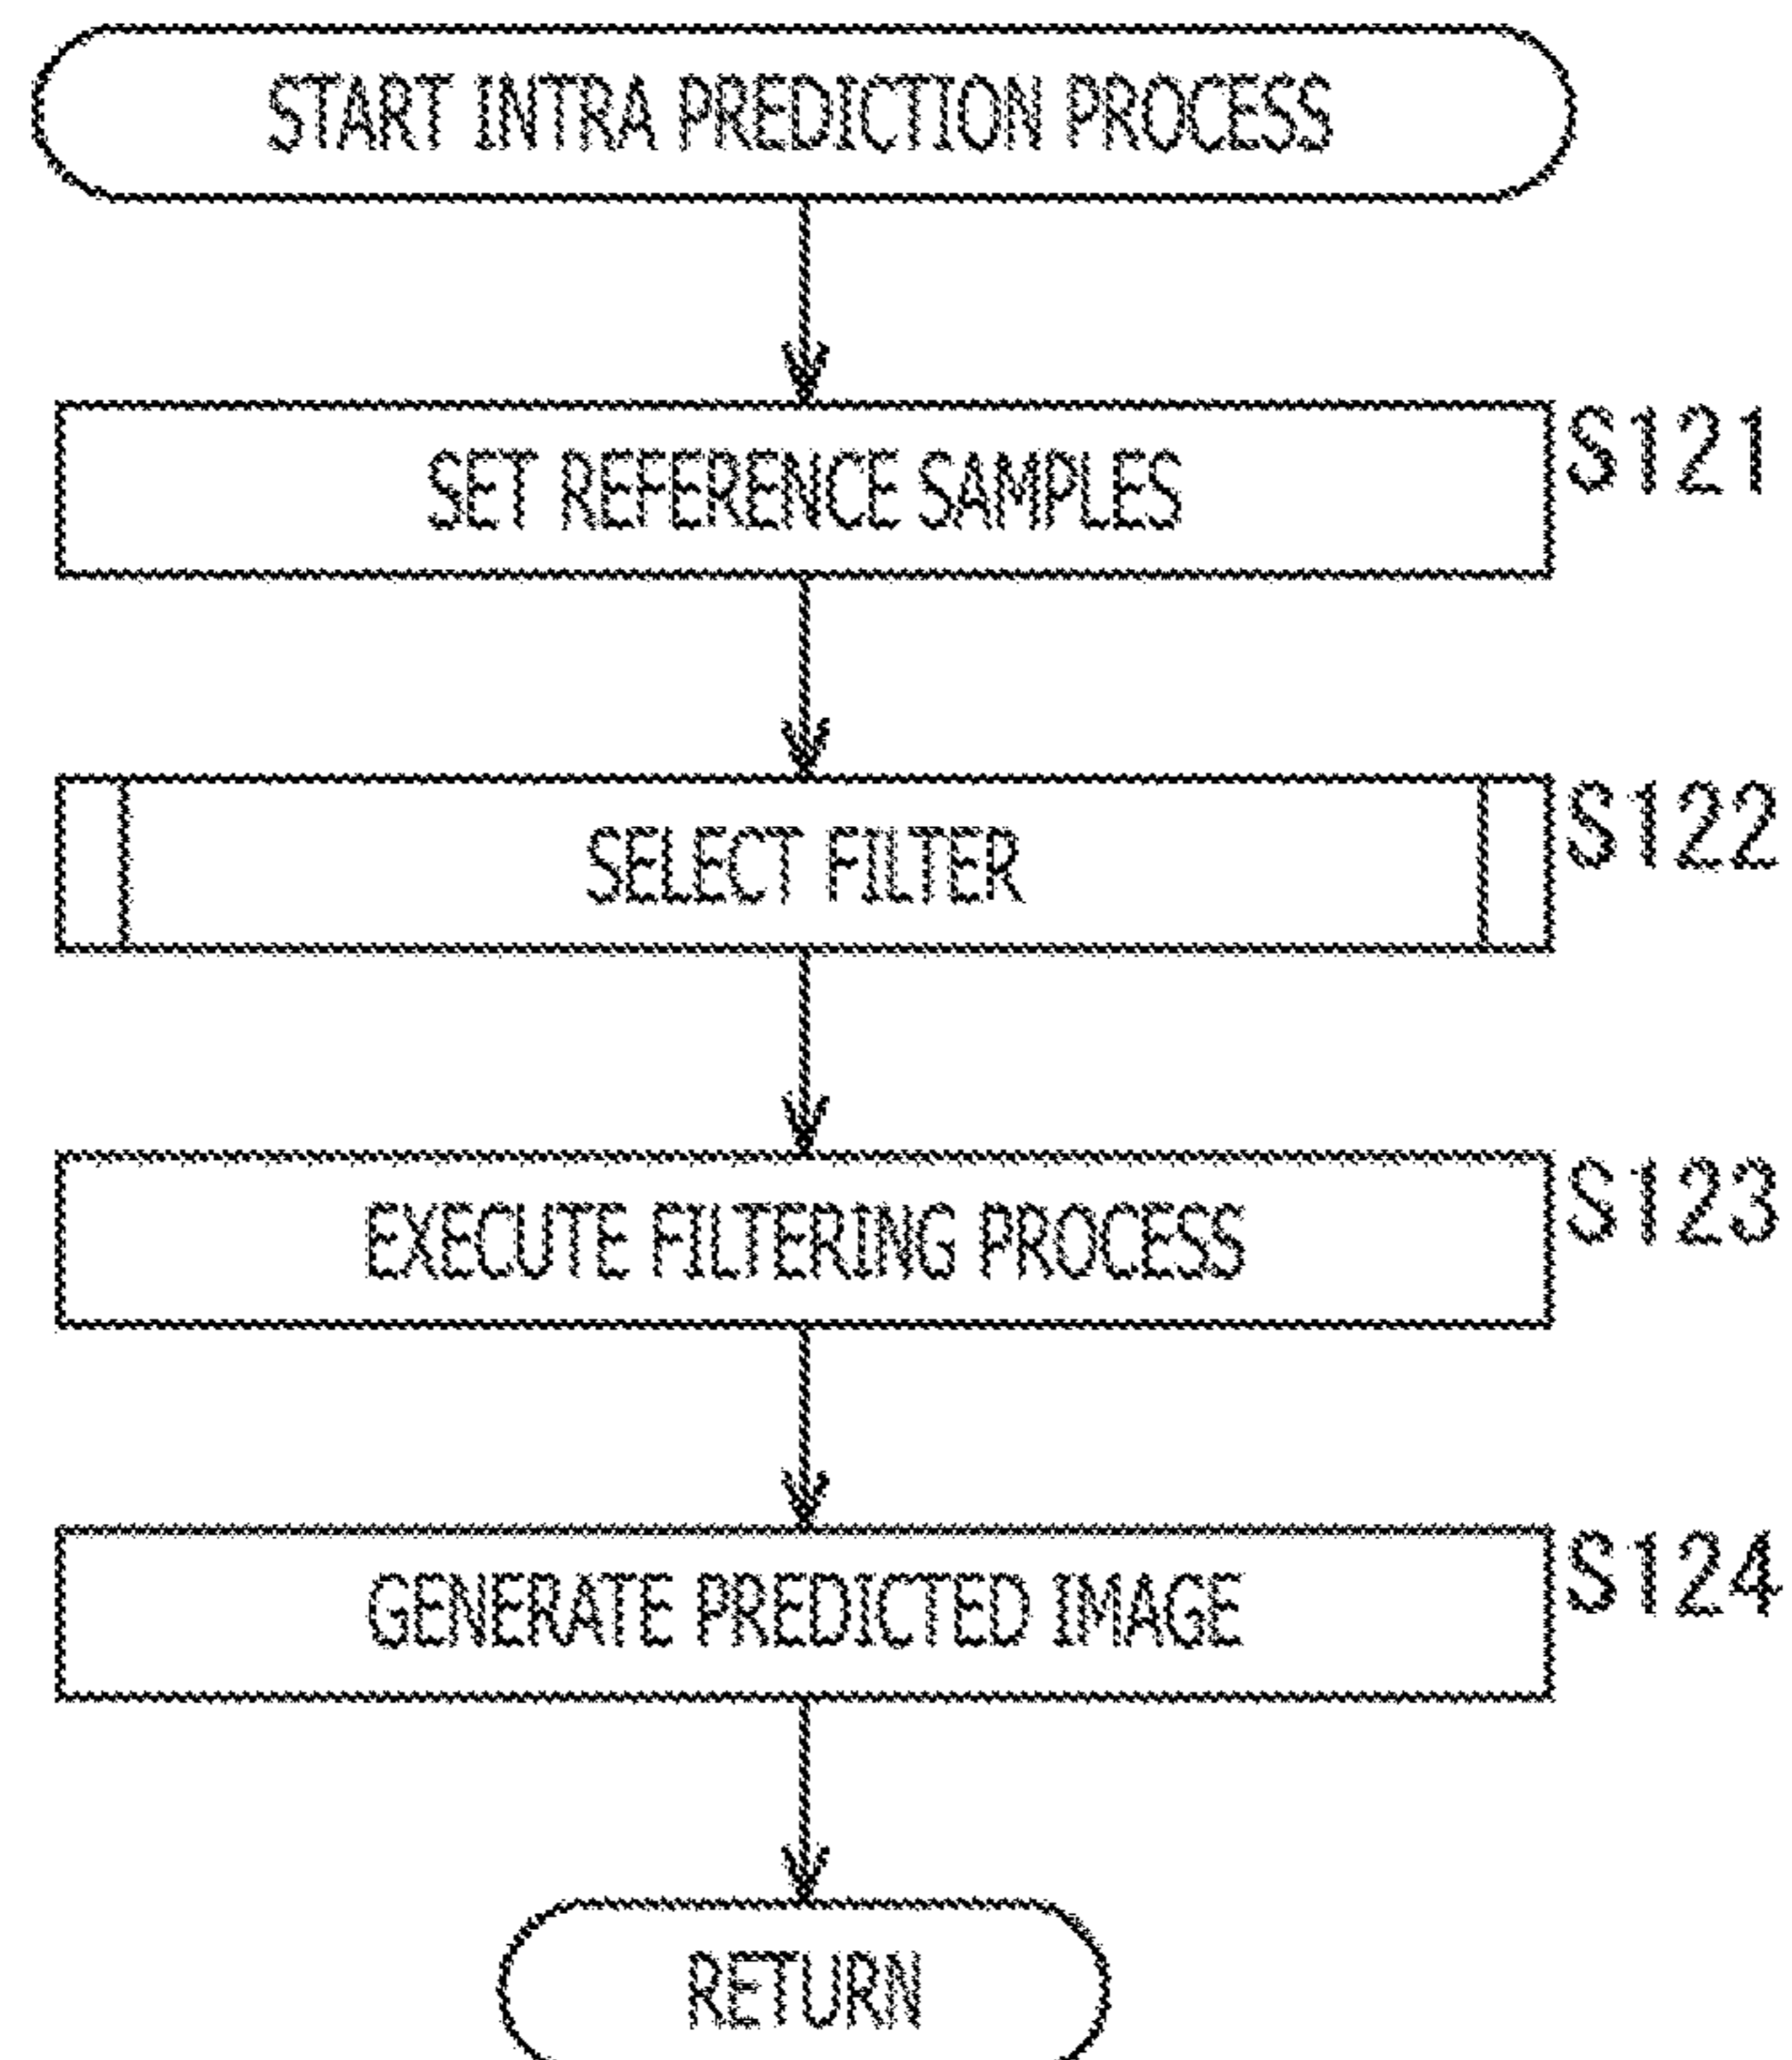 START INTRA PREDICTION PROCESS
SET REFERENCE SAMPLES
S121
SELECT FILTER
S122
EXECUTE FILTERING PROCESS
S123
GENERATE PREDICTED IMAGE
S124
RETURN